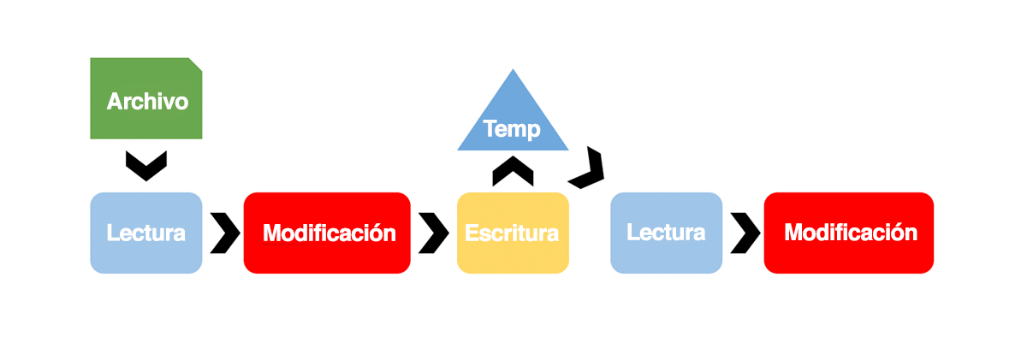 Archivo
Temp
Lectura
Modificación
Escritura
Lectura
Modificación